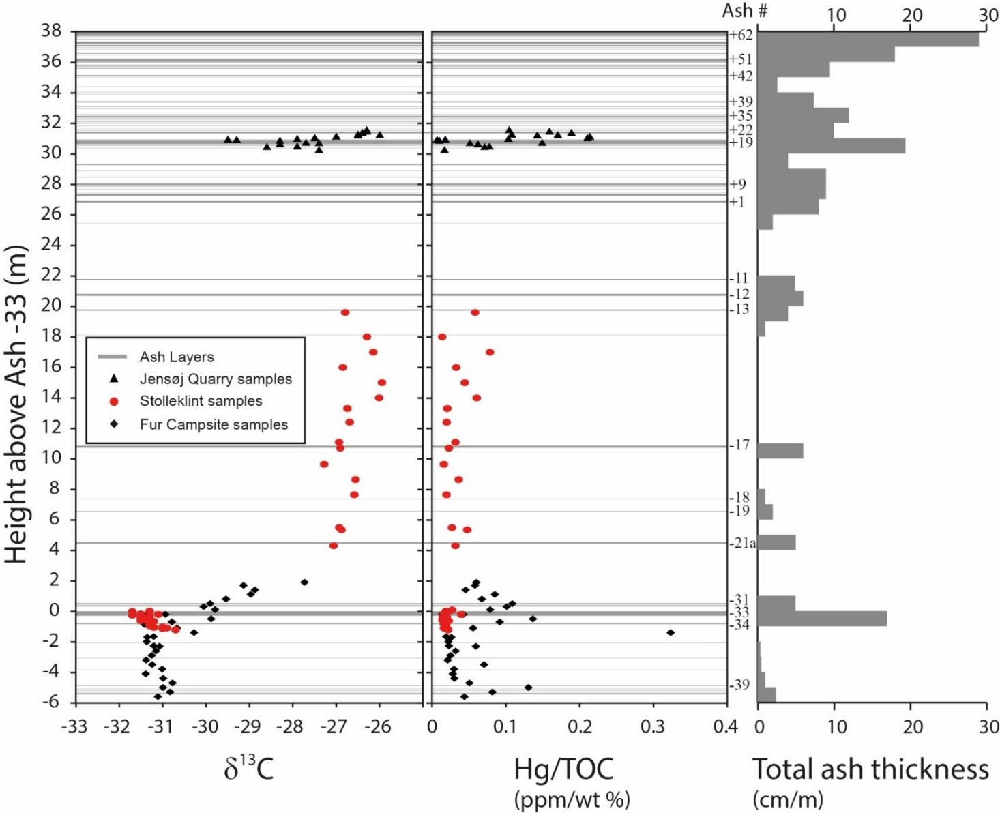 Ash # 10 20 30
38
36
34
32
30
28
26
24
22
20
18
16
14
12
10
8
6
4
2
0
-2
-4
-6
Height above Ash -33 (m)
Ash Layers
Jensøj Quarry samples
Stolleklint samples
Fur Campsite samples
+62
+51
+42
+39
+35
+22
+19
+9
+1
-11
-12
-13
-17
-18
-19
-21a
-31
-33
-34
-39
-33 -32 -31 -30 -29 -28 -27 -26
0 0.1 0.2 0.3 0.4
0 10 20 30
δ13C
Hg/TOC
(ppm/wt %)
Total ash thickness
(cm/m)